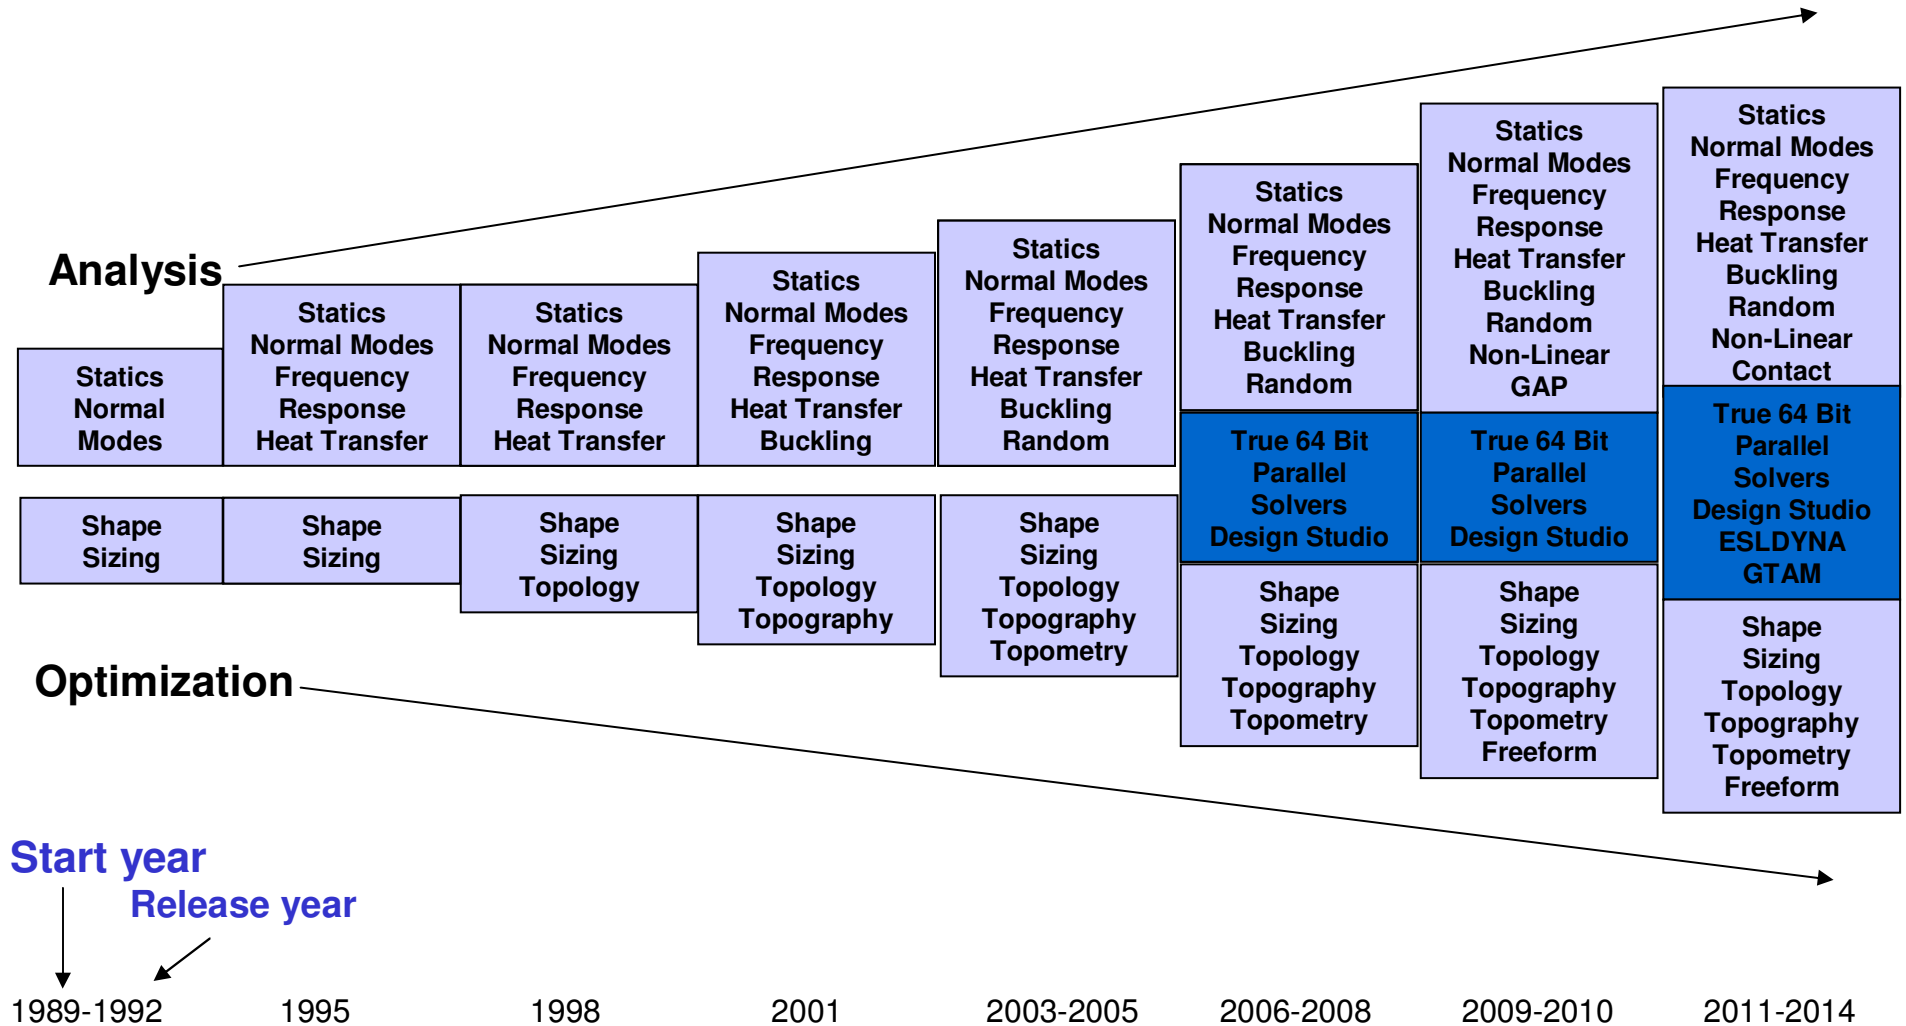 Analysis
Statics
Normal
Modes
Statics
Normal Modes
Frequency
Response
Heat Transfer
Statics
Normal Modes
Frequency
Response
Heat Transfer
Statics
Normal Modes
Frequency
Response
Heat Transfer
Buckling
Statics
Normal Modes
Frequency
Response
Heat Transfer
Buckling
Random
Statics
Normal Modes
Frequency
Response
Heat Transfer
Buckling
Random
Statics
Normal Modes
Frequency
Response
Heat Transfer
Buckling
Random
Non-Linear
GAP
Statics
Normal Modes
Frequency
Response
Heat Transfer
Buckling
Random
Non-Linear
Contact
True 64 Bit
Parallel
Solvers
Design Studio
True 64 Bit
Parallel
Solvers
Design Studio
True 64 Bit
Parallel
Solvers
Design Studio
ESLDYNA
GTAM
Shape
Sizing
Shape
Sizing
Shape
Sizing
Topology
Shape
Sizing
Topology
Topography
Shape
Sizing
Topology
Topography
Topometry
Shape
Sizing
Topology
Topography
Topometry
Shape
Sizing
Topology
Topography
Topometry
Freeform
Shape
Sizing
Topology
Topography
Topometry
Freeform
Optimization
Start year
Release year
1989-1992
1995
1998
2001
2003-2005
2006-2008
2009-2010
2011-2014